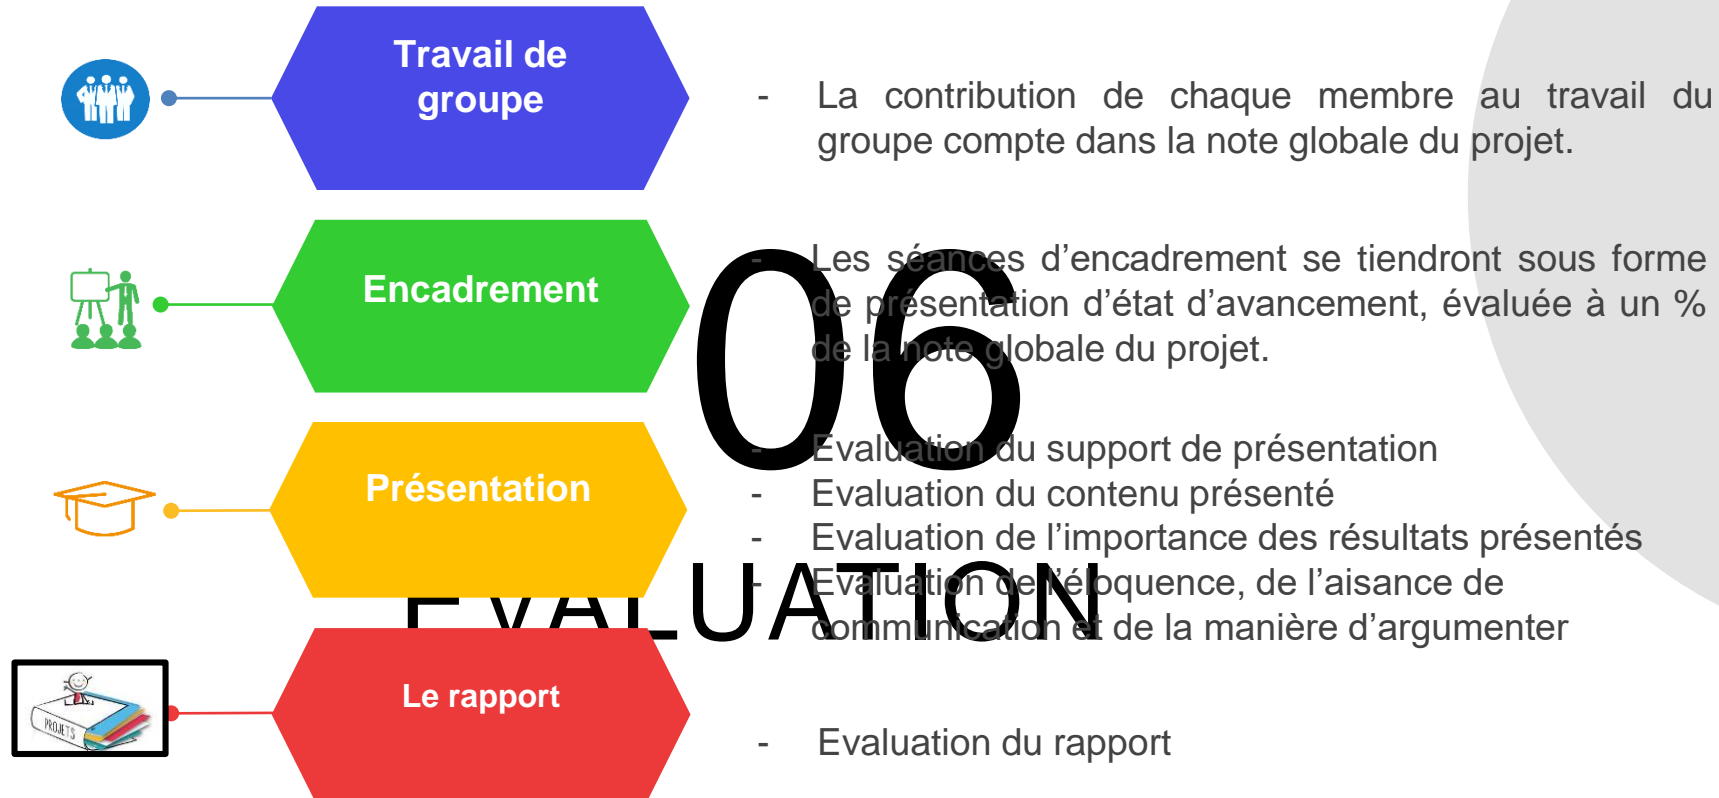 Travail de
groupe
- La contribution de chaque membre au travail du
groupe compte dans la note globale du projet.
06
Encadrement
- Les séances d’encadrement se tiendront sous forme
de présentation d’état d’avancement, évaluée à un %
de la note globale du projet.
Présentation
- Evaluation du support de présentation
- Evaluation du contenu présenté
- Evaluation de l’importance des résultats présentés
- Evaluation de l’éloquence, de l’aisance de
communication et de la manière d’argumenter
EVALUATION
Le rapport
PROJETS
- Evaluation du rapport